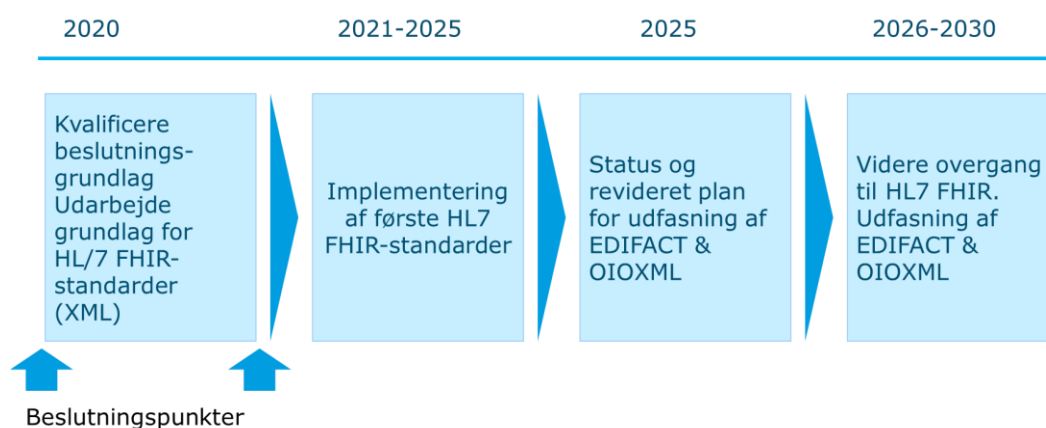 2020
2021-2025
2025
2026-2030
Kvalificere
beslutnings-
grundlag
Udarbejde
grundlag for
HL/7 FHIR-
standarder
(XML)
Implementering
af første HL7
FHIR-standarder
Status og
revideret plan
for udfasning af
EDIFACT &
OIOXML
Videre overgang
til HL7 FHIR.
Udfasning af
EDIFACT &
OIOXML
Beslutningspunkter